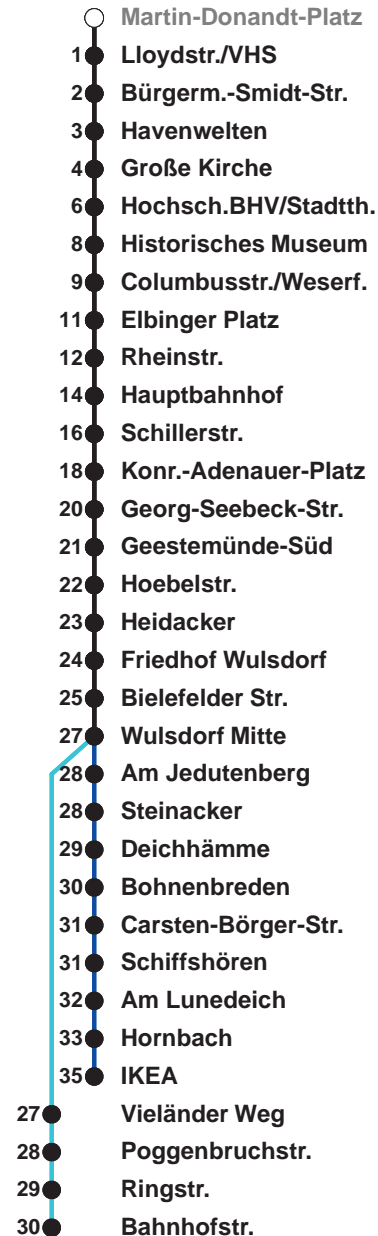 Martin-Donandt-Platz
1 Lloydstr./VHS
2 Bürgerm.-Smidt-Str.
3 Havenwelten
4 Große Kirche
6 Hochsch.BHV/Stadtth.
8 Historisches Museum
9 Columbusstr./Weserf.
11 Elbinger Platz
12 Rheinstr.
14 Hauptbahnhof
16 Schillerstr.
18 Konr.-Adenauer-Platz
20 Georg-Seebeck-Str.
21 Geestemünde-Süd
22 Hoebelstr.
23 Heidacker
24 Friedhof Wulsdorf
25 Bielefelder Str.
27 Wulsdorf Mitte
28 Am Jedutenberg
28 Steinacker
29 Deichhämme
30 Bohnenbreden
31 Carsten-Börger-Str.
31 Schiffshören
32 Am Lunedeich
33 Hornbach
35 IKEA
27 Vieländer Weg
28 Poggenbruchstr.
29 Ringstr.
30 Bahnhofstr.